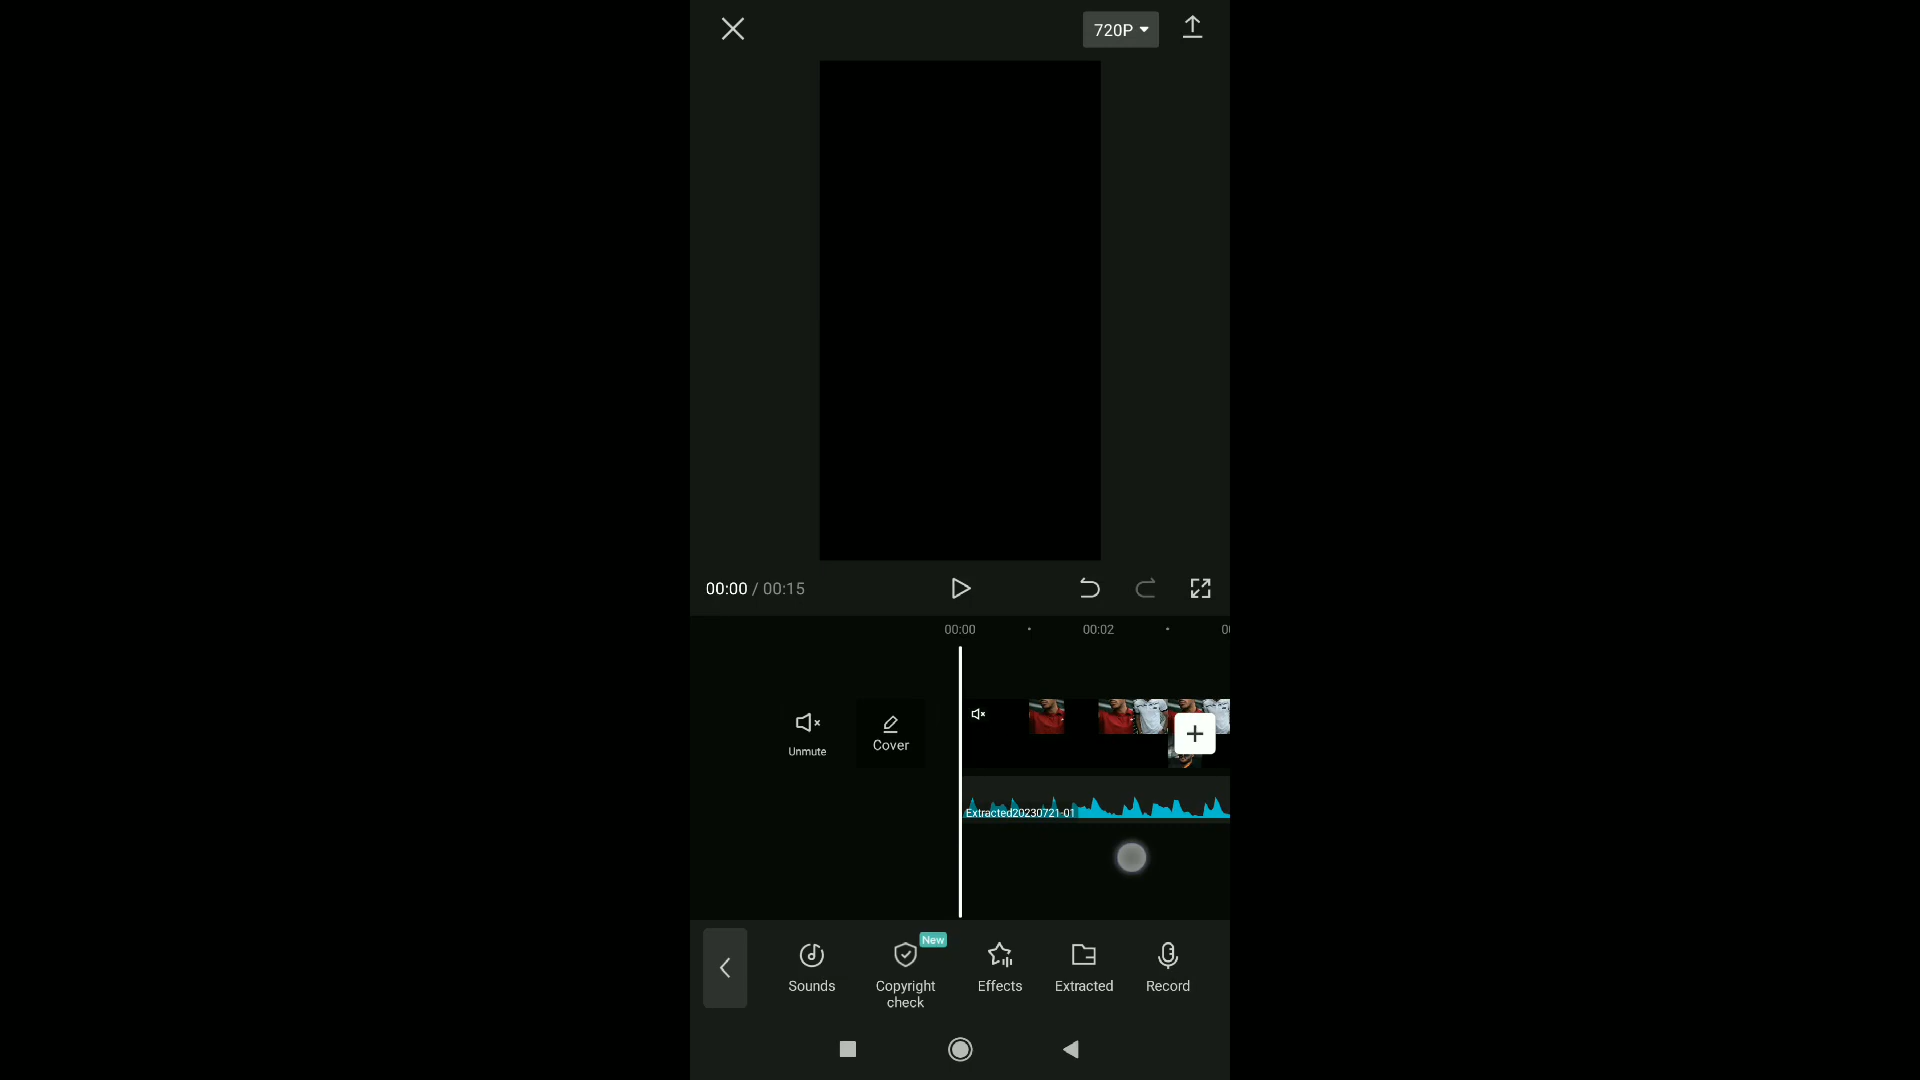 720P
00:00 / 00:15
00:00
00:02
Unmute
Cover
Extracted20230721-01
New
Sounds
Copyright
check
Effects
Extracted
Record